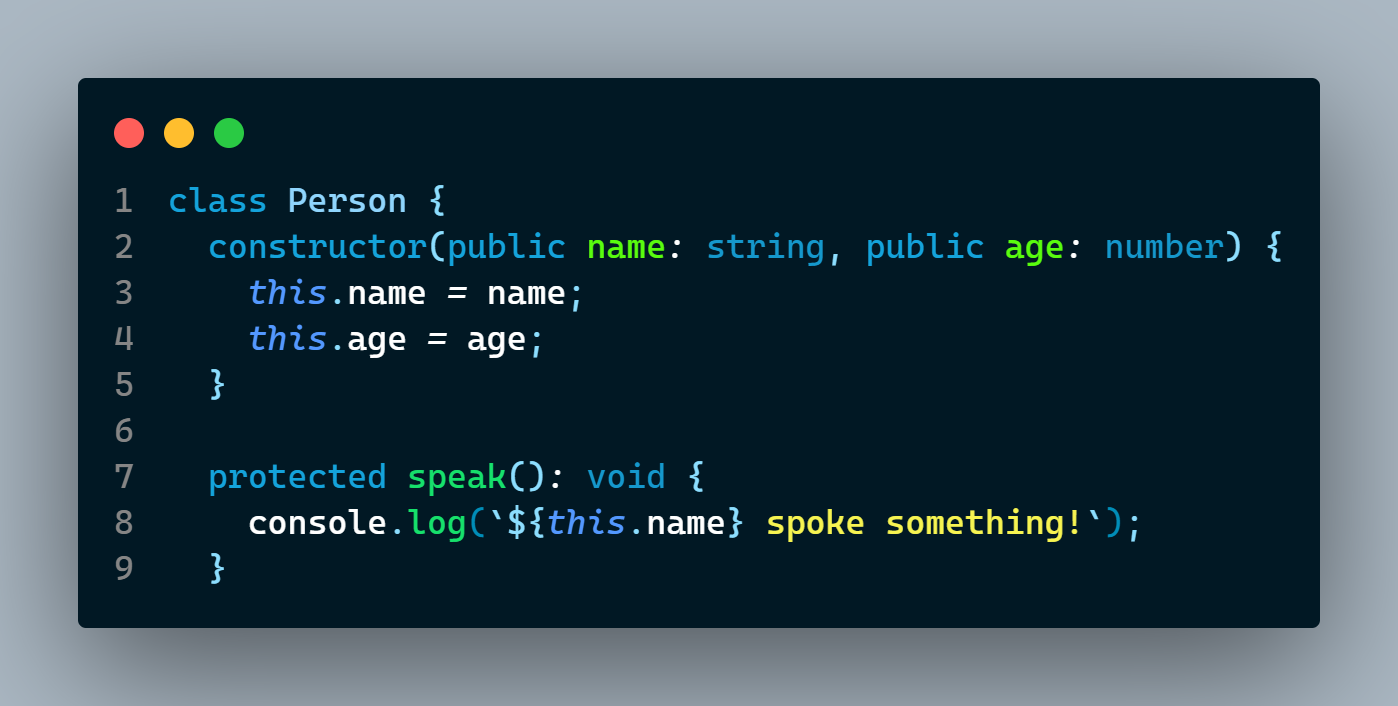 1 class Person {
2   constructor(public name: string, public age: number) {
3     this.name = name;
4     this.age = age;
5   }
6
7   protected speak(): void {
8     console.log(`${this.name} spoke something!`);
9   }